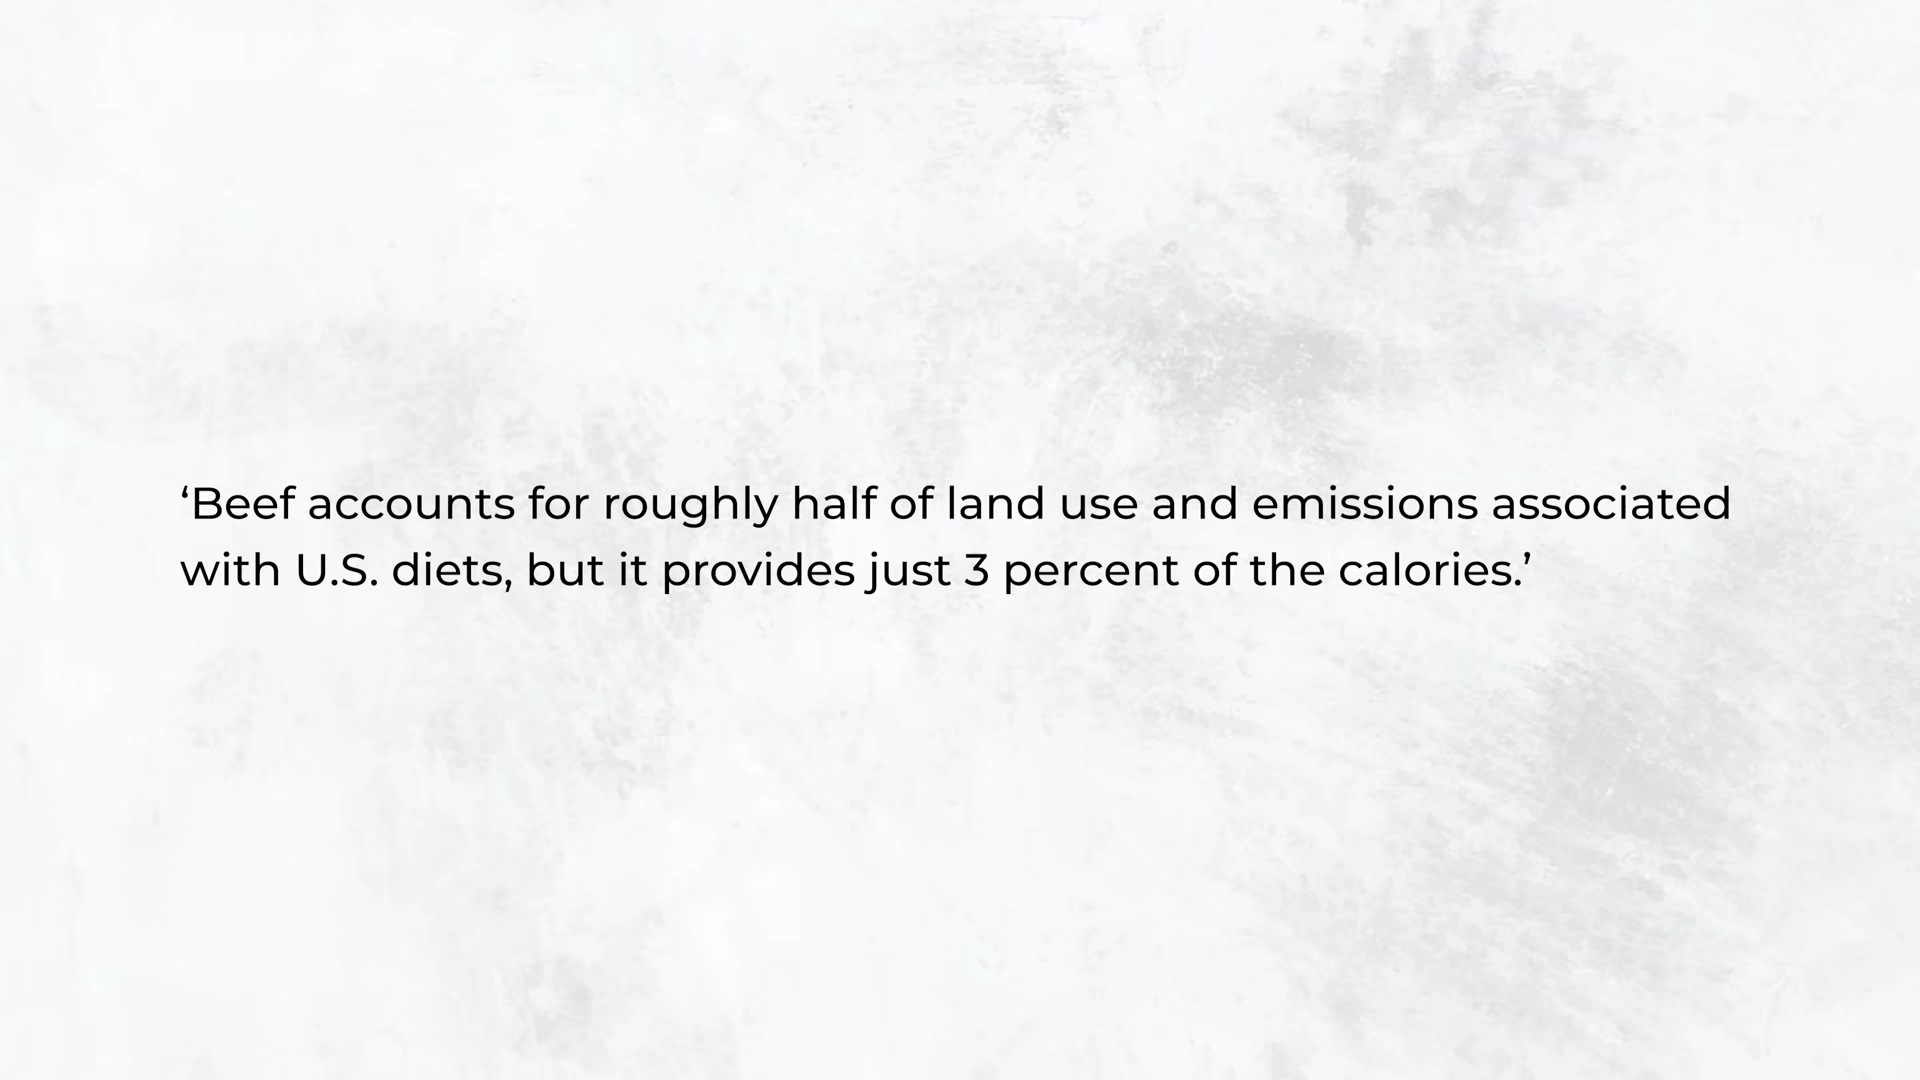 ‘Beef accounts for roughly half of land use and emissions associated
with U.S. diets, but it provides just 3 percent of the calories.’